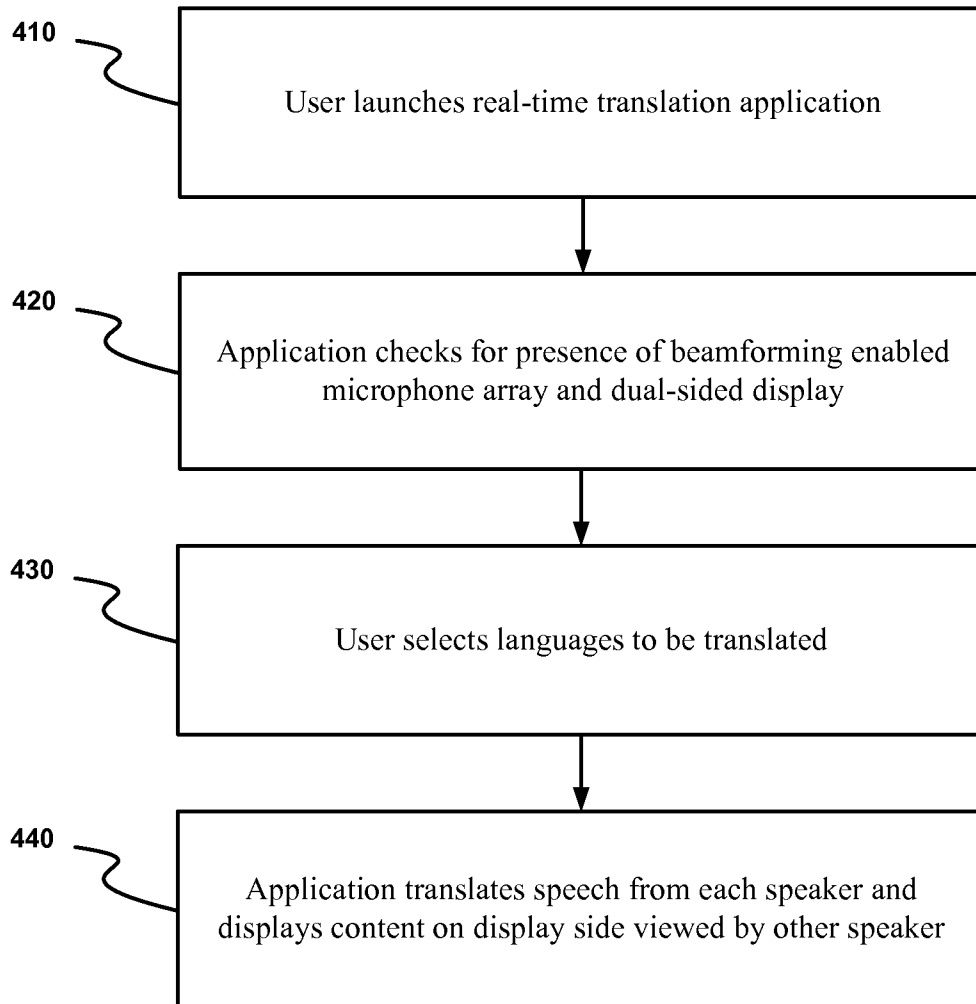 410
User launches real-time translation application
420
Application checks for presence of beamforming enabled
microphone array and dual-sided display
430
User selects languages to be translated
440
Application translates speech from each speaker and
displays content on display side viewed by other speaker